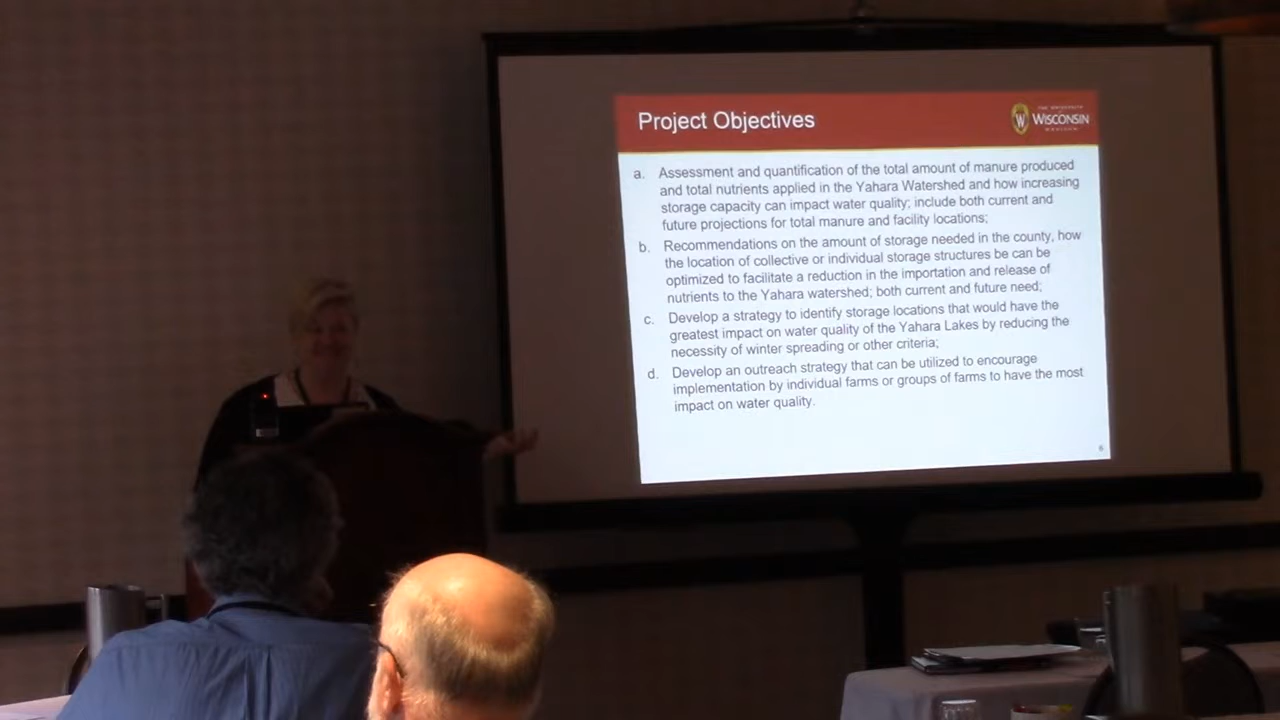 Project Objectives
THE UNIVERSITY
WISCONSIN
MADISON
a. Assessment and quantification of the total amount of manure produced
and total nutrients applied in the Yahara Watershed and how increasing
storage capacity can impact water quality; include both current and
future projections for total manure and facility locations;
b. Recommendations on the amount of storage needed in the county, how
the location of collective or individual storage structures be can be
optimized to facilitate a reduction in the importation and release of
nutrients to the Yahara watershed; both current and future need;
c. Develop a strategy to identify storage locations that would have the
greatest impact on water quality of the Yahara Lakes by reducing the
necessity of winter spreading or other criteria;
d. Develop an outreach strategy that can be utilized to encourage
implementation by individual farms or groups of farms to have the most
impact on water quality.
6